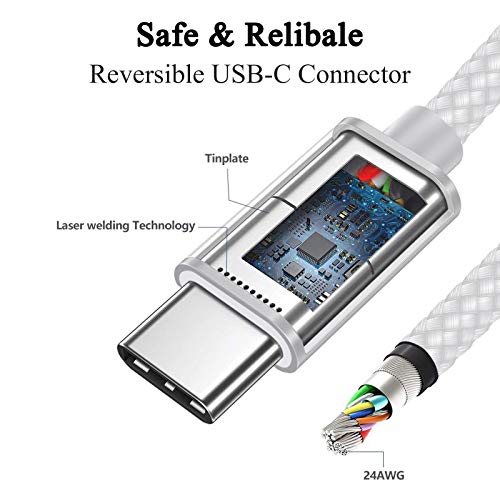 Safe & Relibale
Reversible USB-C Connector
Tinplate
Laser welding Technology
24AWG